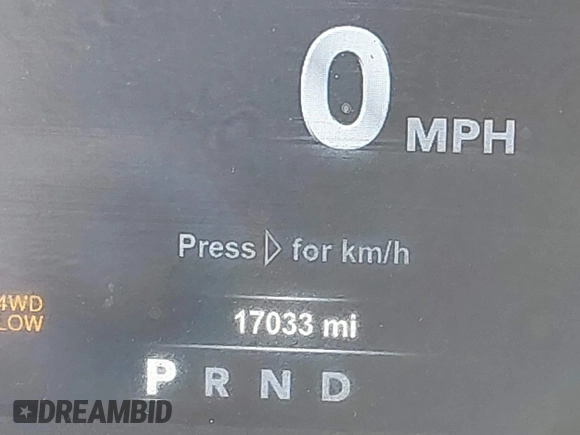 0 MPH
Press ▷ for km/h
4WD
LOW
17033 mi
P R N D
DREAMBID